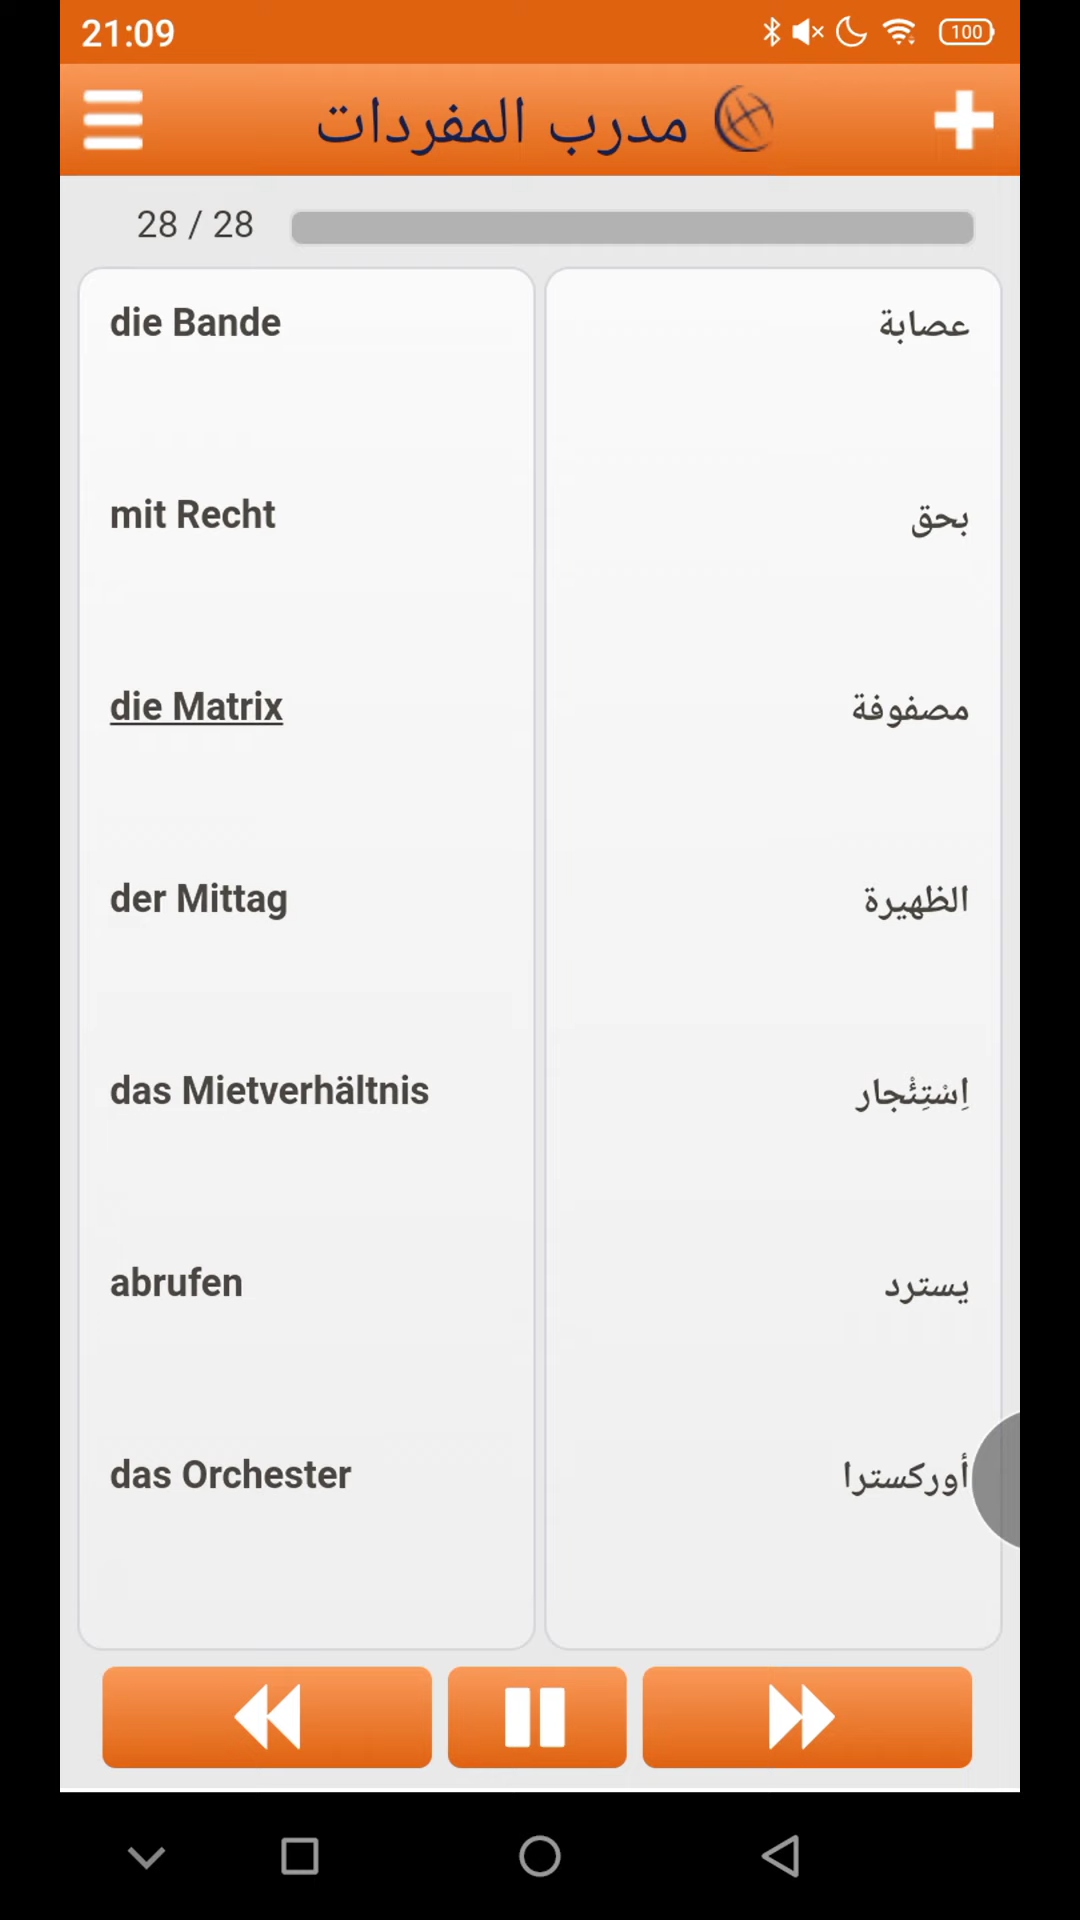 21:09
100
مدرب المفردات
28 / 28
die Bande
عصابة
mit Recht
بحق
die Matrix
مصفوفة
der Mittag
الظهيرة
das Mietverhältnis
اِسْتِئْجار
abrufen
يسترد
das Orchester
أوركسترا